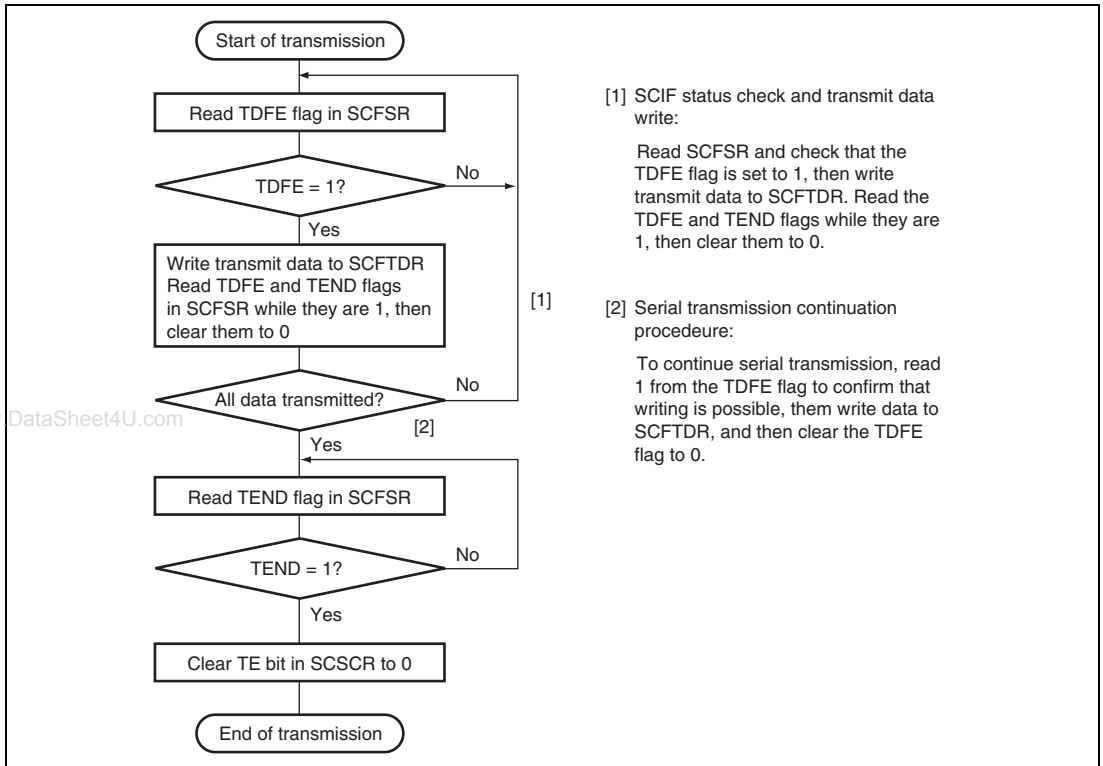 Start of transmission
Read TDFE flag in SCFSR
TDFE = 1?
No
Yes
Write transmit data to SCFTDR
Read TDFE and TEND flags
in SCFSR while they are 1, then
clear them to 0
[1]
All data transmitted?
No
[2]
Yes
Read TEND flag in SCFSR
TEND = 1?
No
Yes
Clear TE bit in SCSCR to 0
End of transmission
[1] SCIF status check and transmit data
write:
Read SCFSR and check that the
TDFE flag is set to 1, then write
transmit data to SCFTDR. Read the
TDFE and TEND flags while they are
1, then clear them to 0.
[2] Serial transmission continuation
procedeure:
To continue serial transmission, read
1 from the TDFE flag to confirm that
writing is possible, them write data to
SCFTDR, and then clear the TDFE
flag to 0.
DataSheet4U.com